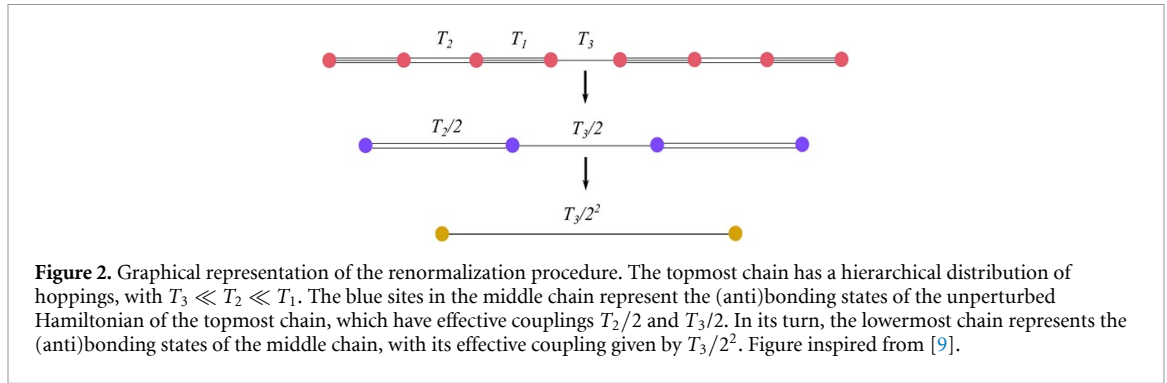 T₂ T₁ T₃
T₂/2 T₃/2
T₃/2²
Figure 2. Graphical representation of the renormalization procedure. The topmost chain has a hierarchical distribution of
hoppings, with T₃ ≪ T₂ ≪ T₁. The blue sites in the middle chain represent the (anti)bonding states of the unperturbed
Hamiltonian of the topmost chain, which have effective couplings T₂/2 and T₃/2. In its turn, the lowermost chain represents the
(anti)bonding states of the middle chain, with its effective coupling given by T₃/2². Figure inspired from [9].